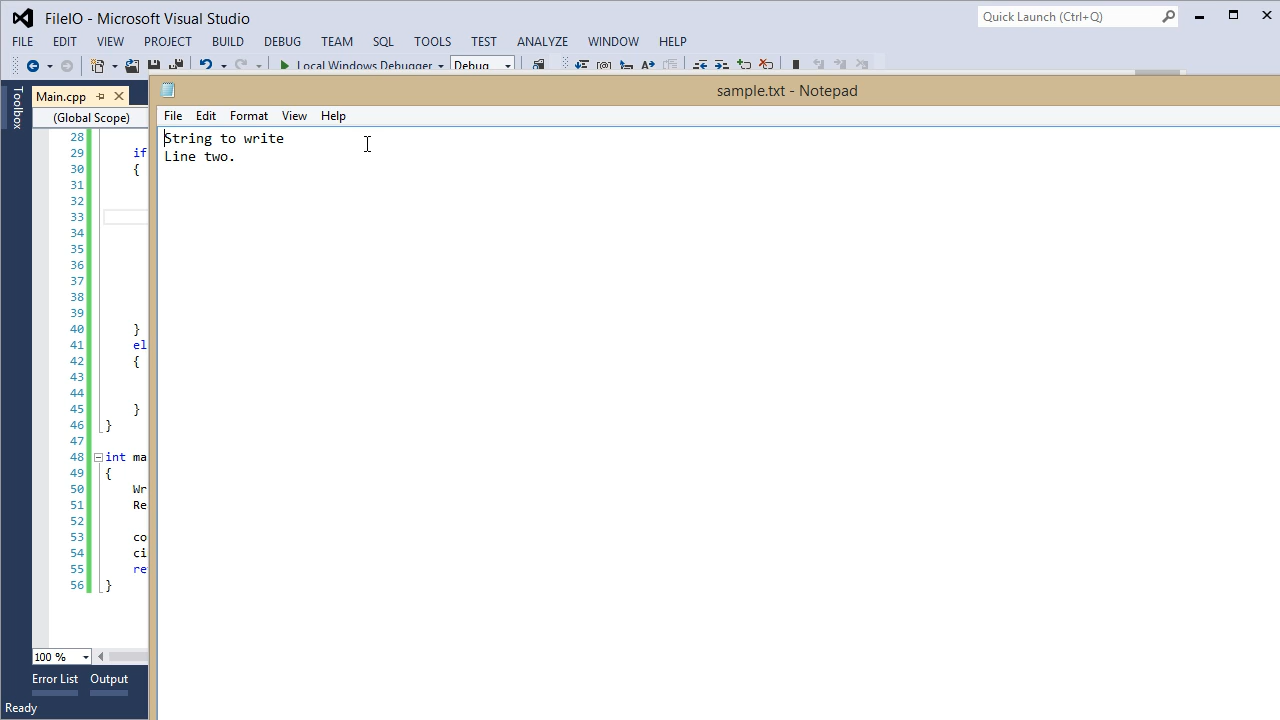 FileIO - Microsoft Visual Studio
Quick Launch (Ctrl+Q)
FILE EDIT VIEW PROJECT BUILD DEBUG TEAM SQL TOOLS TEST ANALYZE WINDOW HELP
Local Windows Debugger Debug
Toolbox
Main.cpp
(Global Scope)
sample.txt - Notepad
File Edit Format View Help
String to write
Line two.
28
29 if
30 {
31
32
33
34
35
36
37
38
39
40 }
41 el
42 {
43
44
45 }
46 }
47
48 int ma
49 {
50 Wr
51 Re
52
53 co
54 ci
55 re
56 }
100 %
Error List Output
Ready